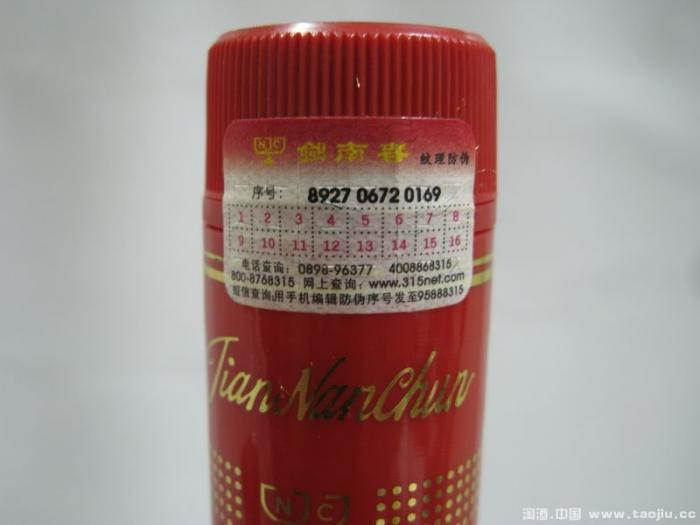 N C 剑南春 纹理防伪
序号: 8927 0672 0169
1 2 3 4 5 6 7 8
9 10 11 12 13 14 15 16
电话查询: 0898-96377 4008868315
800-8768315 网上查询: www.315net.com
短信查询:用手机编辑防伪序号发至95888315
JianNanChun
N C
淘酒.中国 www.taojiu.cc